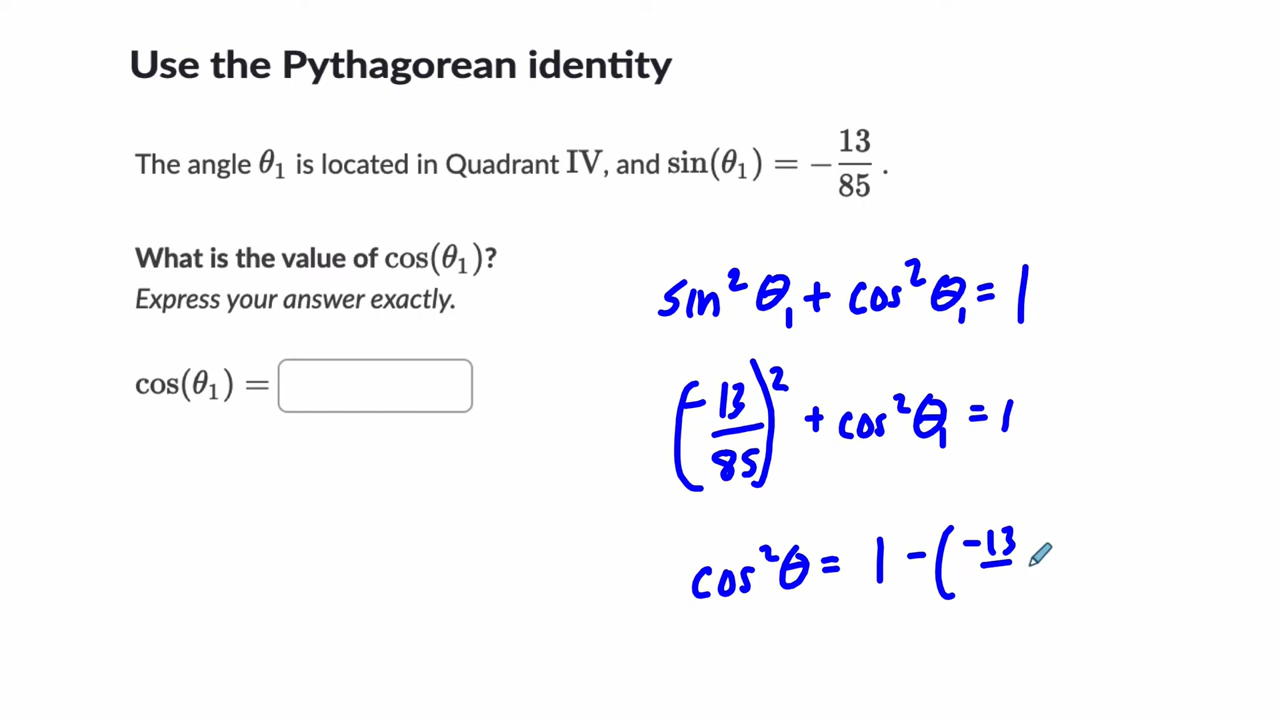 Use the Pythagorean identity
The angle θ₁ is located in Quadrant IV, and sin(θ₁) = −13/85.
What is the value of cos(θ₁)?
Express your answer exactly.
cos(θ₁) =
sin²θ₁ + cos²θ₁ = 1
(−13/85)² + cos²θ₁ = 1
cos²θ = 1 − (−13